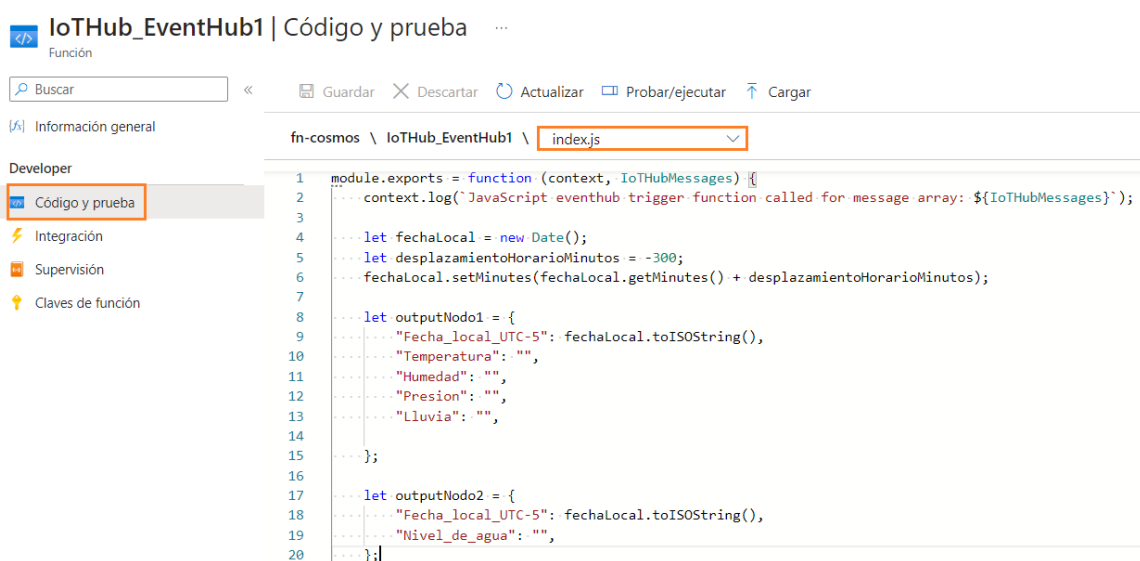 IoTHub_EventHub1 | Código y prueba ...
Función
Buscar «
Información general
Developer
Código y prueba
Integración
Supervisión
Claves de función
Guardar Descartar Actualizar Probar/ejecutar Cargar
fn-cosmos \ IoTHub_EventHub1 \ index.js
1 module.exports = function (context, IoTHubMessages) {
2 context.log(`JavaScript eventhub trigger function called for message array: ${IoTHubMessages}`);
3
4 let fechaLocal = new Date();
5 let desplazamientoHorarioMinutos = -300;
6 fechaLocal.setMinutes(fechaLocal.getMinutes() + desplazamientoHorarioMinutos);
7
8 let outputNodo1 = {
9 "Fecha_local_UTC-5": fechaLocal.toISOString(),
10 "Temperatura": "",
11 "Humedad": "",
12 "Presion": "",
13 "Lluvia": "",
14
15 };
16
17 let outputNodo2 = {
18 "Fecha_local_UTC-5": fechaLocal.toISOString(),
19 "Nivel_de_agua": "",
20 };